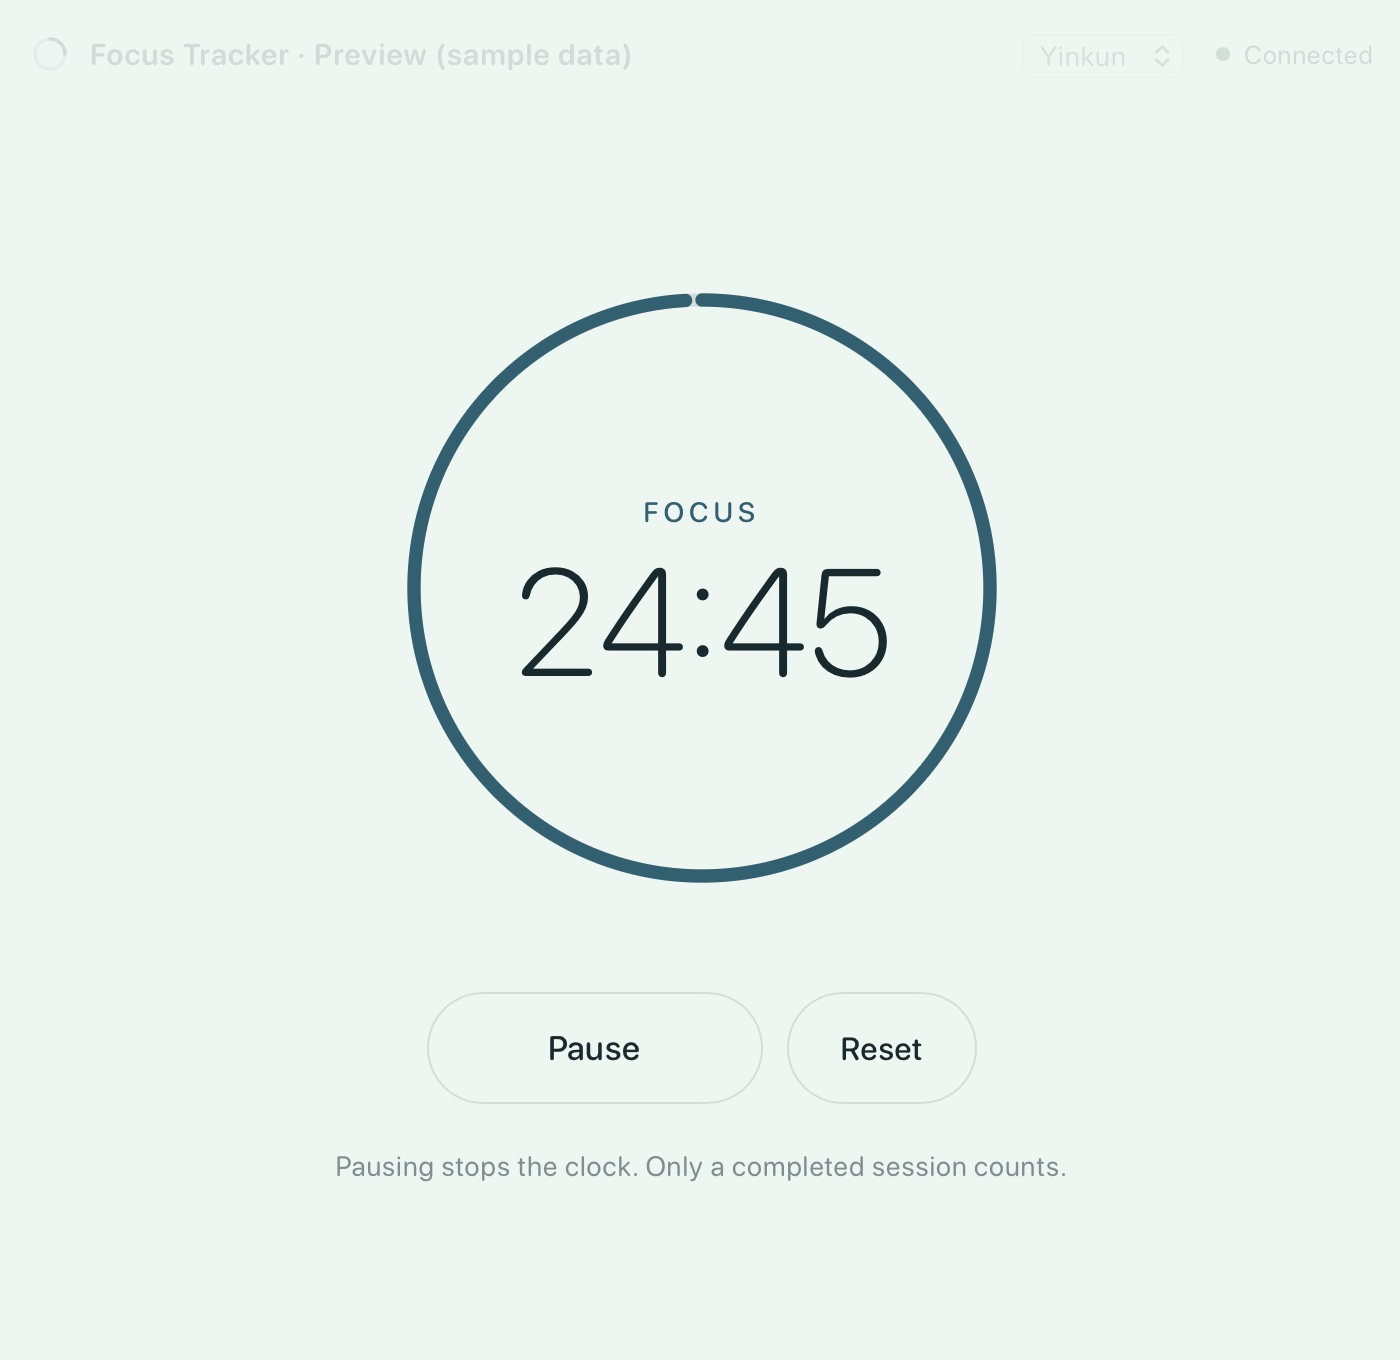 Focus Tracker · Preview (sample data)
Yinkun
Connected
FOCUS
24:45
Pause
Reset
Pausing stops the clock. Only a completed session counts.